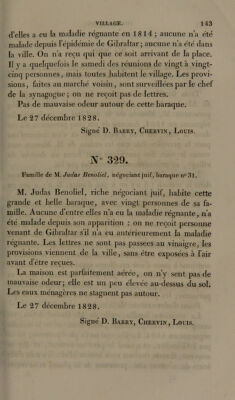 VILLAGE. 143
d'elles a eu la maladie régnante en 1814 ; aucune n'a été
malade depuis l'épidémie de Gibraltar; aucune n'a été dans
la ville. On n'a reçu qui que ce soit arrivant de la place.
Il y a quelquefois le samedi des réunions de vingt à vingt-
cinq personnes, mais toutes habitent le village. Les provi-
sions, faites au marché voisin, sont surveillées par le chef
de la synagogue; on ne reçoit pas de lettres.
Pas de mauvaise odeur autour de cette baraque.
Le 27 décembre 1828.
Signé D. Barry, Chervin, Louis.
N° 329.
Famille de M. Judas Benoliel, négociant juif, baraque n° 31.
M. Judas Benoliel, riche négociant juif, habite cette
grande et belle baraque, avec vingt personnes de sa fa-
mille. Aucune d'entre elles n'a eu la maladie régnante, n'a
été malade depuis son apparition : on ne reçoit personne
venant de Gibraltar s'il n'a eu antérieurement la maladie
régnante. Les lettres ne sont pas passées au vinaigre, les
provisions viennent de la ville, sans être exposées à l'air
avant d'être reçues.
La maison est parfaitement aérée, on n'y sent pas de
mauvaise odeur; elle est un peu élevée au-dessus du sol.
Les eaux ménagères ne stagnent pas autour.
Le 27 décembre 1828.
Signé D. Barry, Chervin, Louis.